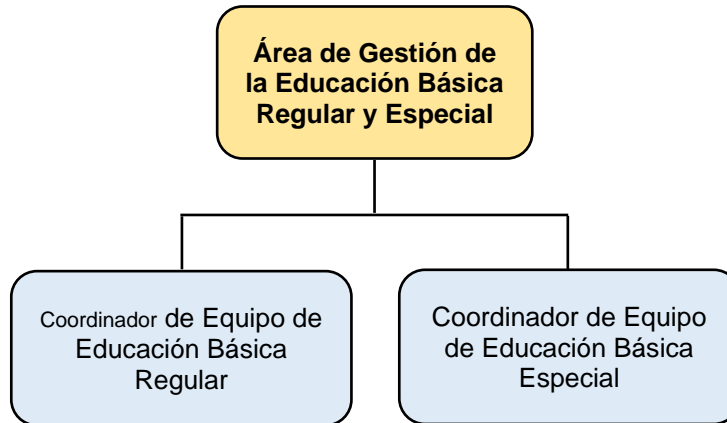 Área de Gestión de
la Educación Básica
Regular y Especial
Coordinador de Equipo de
Educación Básica
Regular
Coordinador de Equipo
de Educación Básica
Especial